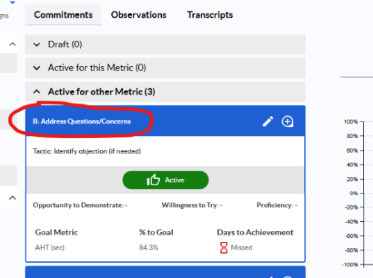 Commitments Observations Transcripts
Draft (0)
Active for this Metric (0)
Active for other Metric (3)
B. Address Questions/Concerns
Tactic: Identify objection (if needed)
Active
Opportunity to Demonstrate: - Willingness to Try: - Proficiency: -
Goal Metric % to Goal Days to Achievement
AHT (sec) 84.3% Missed
100%
80%
60%
40%
20%
0%
-20%
-40%
-60%
-80%
-100%